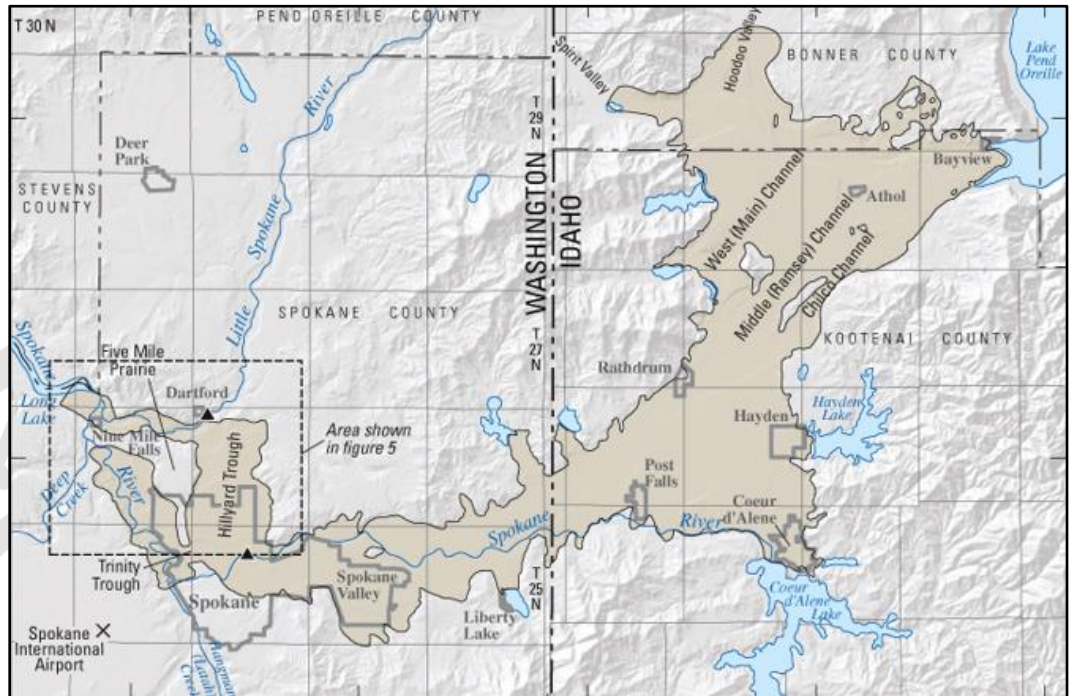 T 30 N
PEND OREILLE COUNTY
Spirit Valley
Hoodoo Valley
BONNER COUNTY
Lake
Pend
Oreille
River
T
29
N
Deer
Park
STEVENS
COUNTY
Bayview
Athol
Spokane
Little
WASHINGTON
IDAHO
West (Main) Channel
Middle (Ramsey) Channel
Chilco Channel
SPOKANE COUNTY
KOOTENAI COUNTY
T
27
N
Spokane
Long
Lake
Five Mile
Prairie
Dartford
Nine Mile
Falls
Area shown
in figure 5
Rathdrum
Hayden
Hayden
Lake
Deep
Creek
River
Hillyard Trough
Post
Falls
Coeur
d'Alene
Spokane
River
Trinity
Trough
Spokane
Spokane
Valley
Liberty
Lake
T
25
N
Coeur
d'Alene
Lake
Spokane
International
Airport
Hangman
(Latah)
Creek